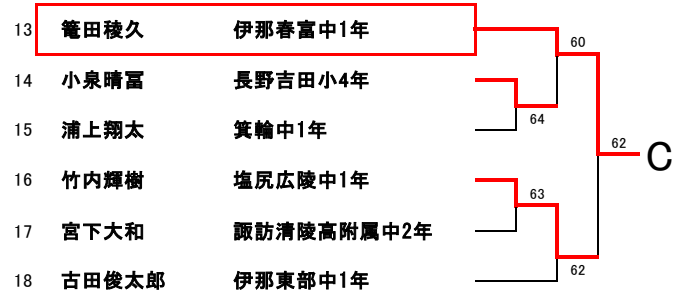 13 篭田稜久 伊那春富中1年
60
14 小泉晴冨 長野吉田小4年
64
15 浦上翔太 箕輪中1年
62 C
16 竹内輝樹 塩尻広陵中1年
63
17 宮下大和 諏訪清陵高附属中2年
62
18 古田俊太郎 伊那東部中1年